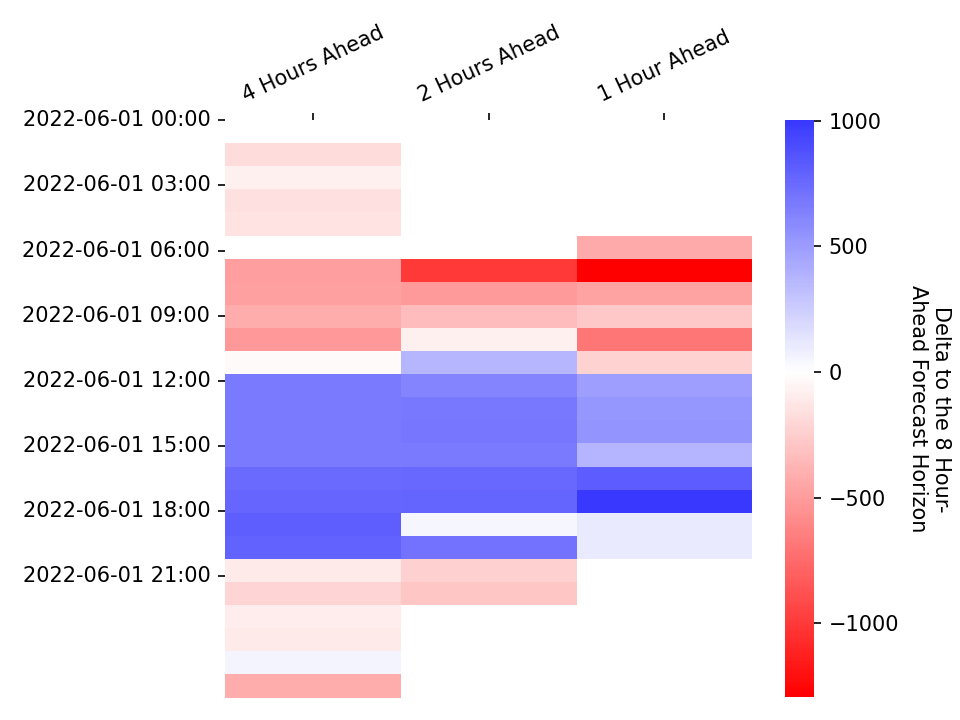 4 Hours Ahead
2 Hours Ahead
1 Hour Ahead
2022-06-01 00:00
2022-06-01 03:00
2022-06-01 06:00
2022-06-01 09:00
2022-06-01 12:00
2022-06-01 15:00
2022-06-01 18:00
2022-06-01 21:00
1000
500
0
−500
−1000
Delta to the 8 Hour-
Ahead Forecast Horizon